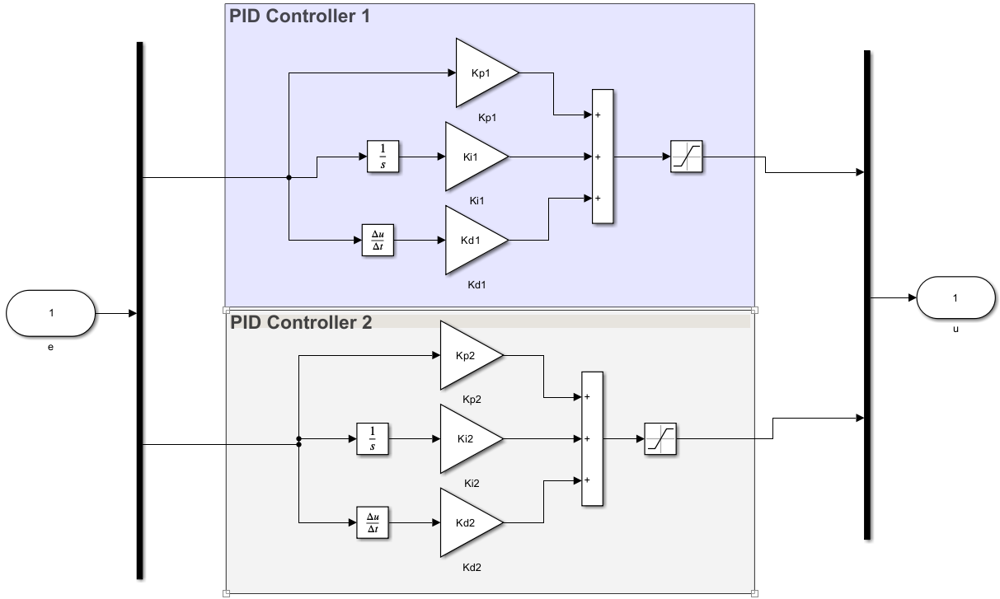 PID Controller 1
Kp1
Kp1
1
s
Ki1
Ki1
Δu
Δt
Kd1
Kd1
+
+
+
1
e
PID Controller 2
Kp2
Kp2
1
s
Ki2
Ki2
Δu
Δt
Kd2
Kd2
+
+
+
1
u